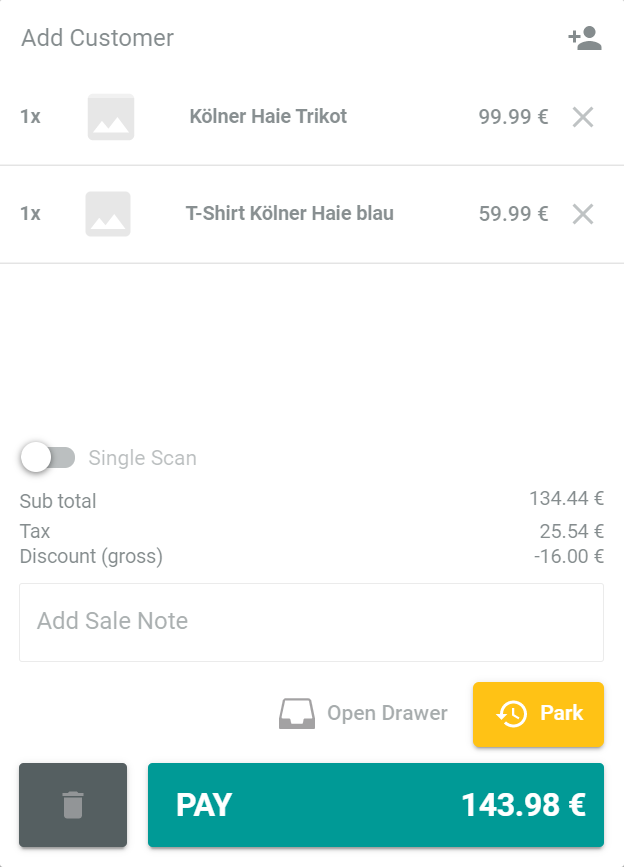 Add Customer
1x Kölner Haie Trikot 99.99 €
1x T-Shirt Kölner Haie blau 59.99 €
Single Scan
Sub total 134.44 €
Tax 25.54 €
Discount (gross) -16.00 €
Add Sale Note
Open Drawer Park
PAY 143.98 €